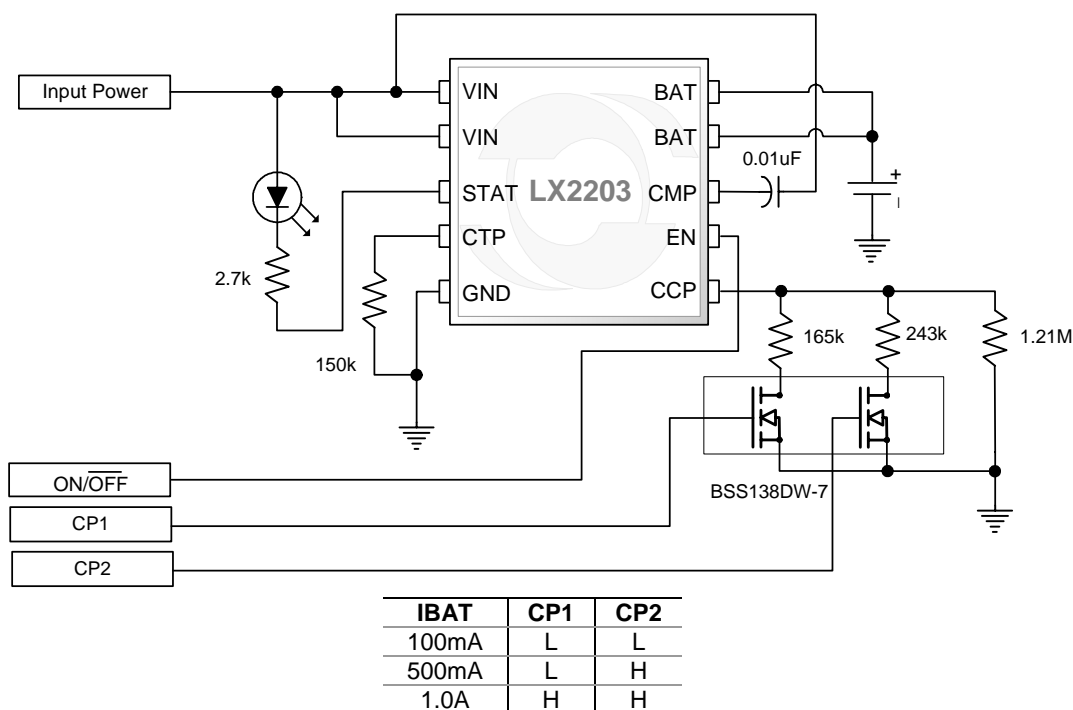 Input Power
VIN
VIN
STAT
CTP
GND
LX2203
BAT
BAT
CMP
EN
CCP
0.01uF
+
2.7k
150k
165k
243k
1.21M
BSS138DW-7
ON/OFF
CP1
CP2
IBAT CP1 CP2
100mA L L
500mA L H
1.0A H H